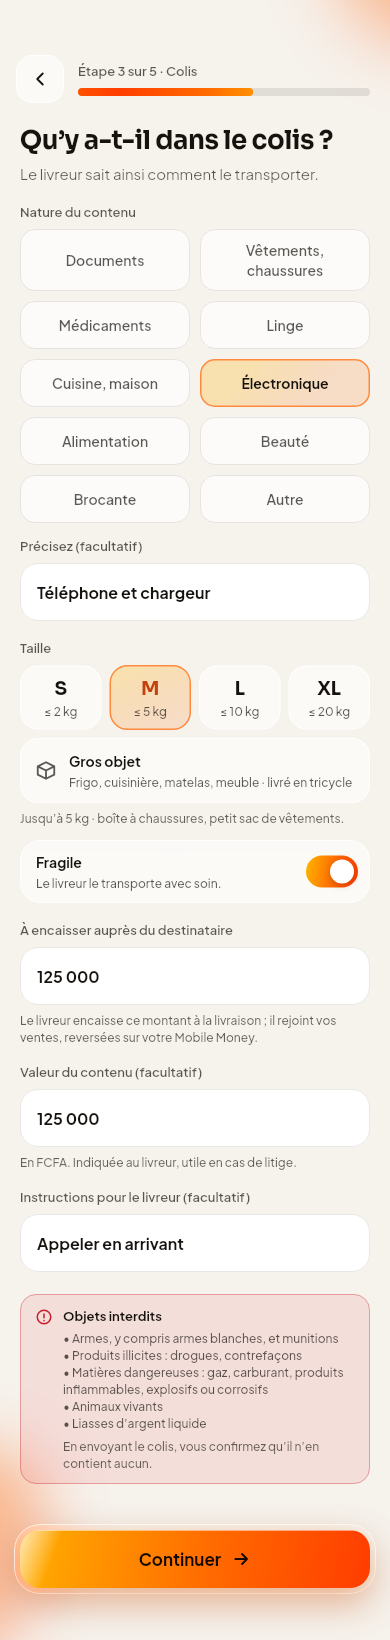 Étape 3 sur 5 · Colis
Qu’y a-t-il dans le colis ?
Le livreur sait ainsi comment le transporter.
Nature du contenu
Documents
Vêtements,
chaussures
Médicaments
Linge
Cuisine, maison
Électronique
Alimentation
Beauté
Brocante
Autre
Précisez (facultatif)
Téléphone et chargeur
Taille
S
≤ 2 kg
M
≤ 5 kg
L
≤ 10 kg
XL
≤ 20 kg
Gros objet
Frigo, cuisinière, matelas, meuble · livré en tricycle
Jusqu’à 5 kg · boîte à chaussures, petit sac de vêtements.
Fragile
Le livreur le transporte avec soin.
À encaisser auprès du destinataire
125 000
Le livreur encaisse ce montant à la livraison ; il rejoint vos
ventes, reversées sur votre Mobile Money.
Valeur du contenu (facultatif)
125 000
En FCFA. Indiquée au livreur, utile en cas de litige.
Instructions pour le livreur (facultatif)
Appeler en arrivant
Objets interdits
• Armes, y compris armes blanches, et munitions
• Produits illicites : drogues, contrefaçons
• Matières dangereuses : gaz, carburant, produits
inflammables, explosifs ou corrosifs
• Animaux vivants
• Liasses d’argent liquide
En envoyant le colis, vous confirmez qu’il n’en
contient aucun.
Continuer →